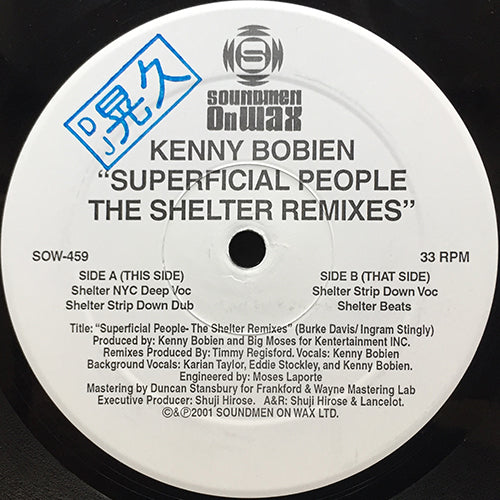 S
SOUNDMEN
ON WAX
DJ 晃久
KENNY BOBIEN
“SUPERFICIAL PEOPLE
THE SHELTER REMIXES”
SOW-459
33 RPM
SIDE A (THIS SIDE)
Shelter NYC Deep Voc
Shelter Strip Down Dub
SIDE B (THAT SIDE)
Shelter Strip Down Voc
Shelter Beats
Title: “Superficial People- The Shelter Remixes” (Burke Davis/ Ingram Stingly)
Produced by: Kenny Bobien and Big Moses for Kentertainment INC.
Remixes Produced By: Timmy Regisford. Vocals: Kenny Bobien
Background Vocals: Karian Taylor, Eddie Stockley, and Kenny Bobien.
Engineered by: Moses Laporte
Mastering by Duncan Stansbury for Frankford & Wayne Mastering Lab
Executive Producer: Shuji Hirose. A&R: Shuji Hirose & Lancelot.
©&℗2001 SOUNDMEN ON WAX LTD.